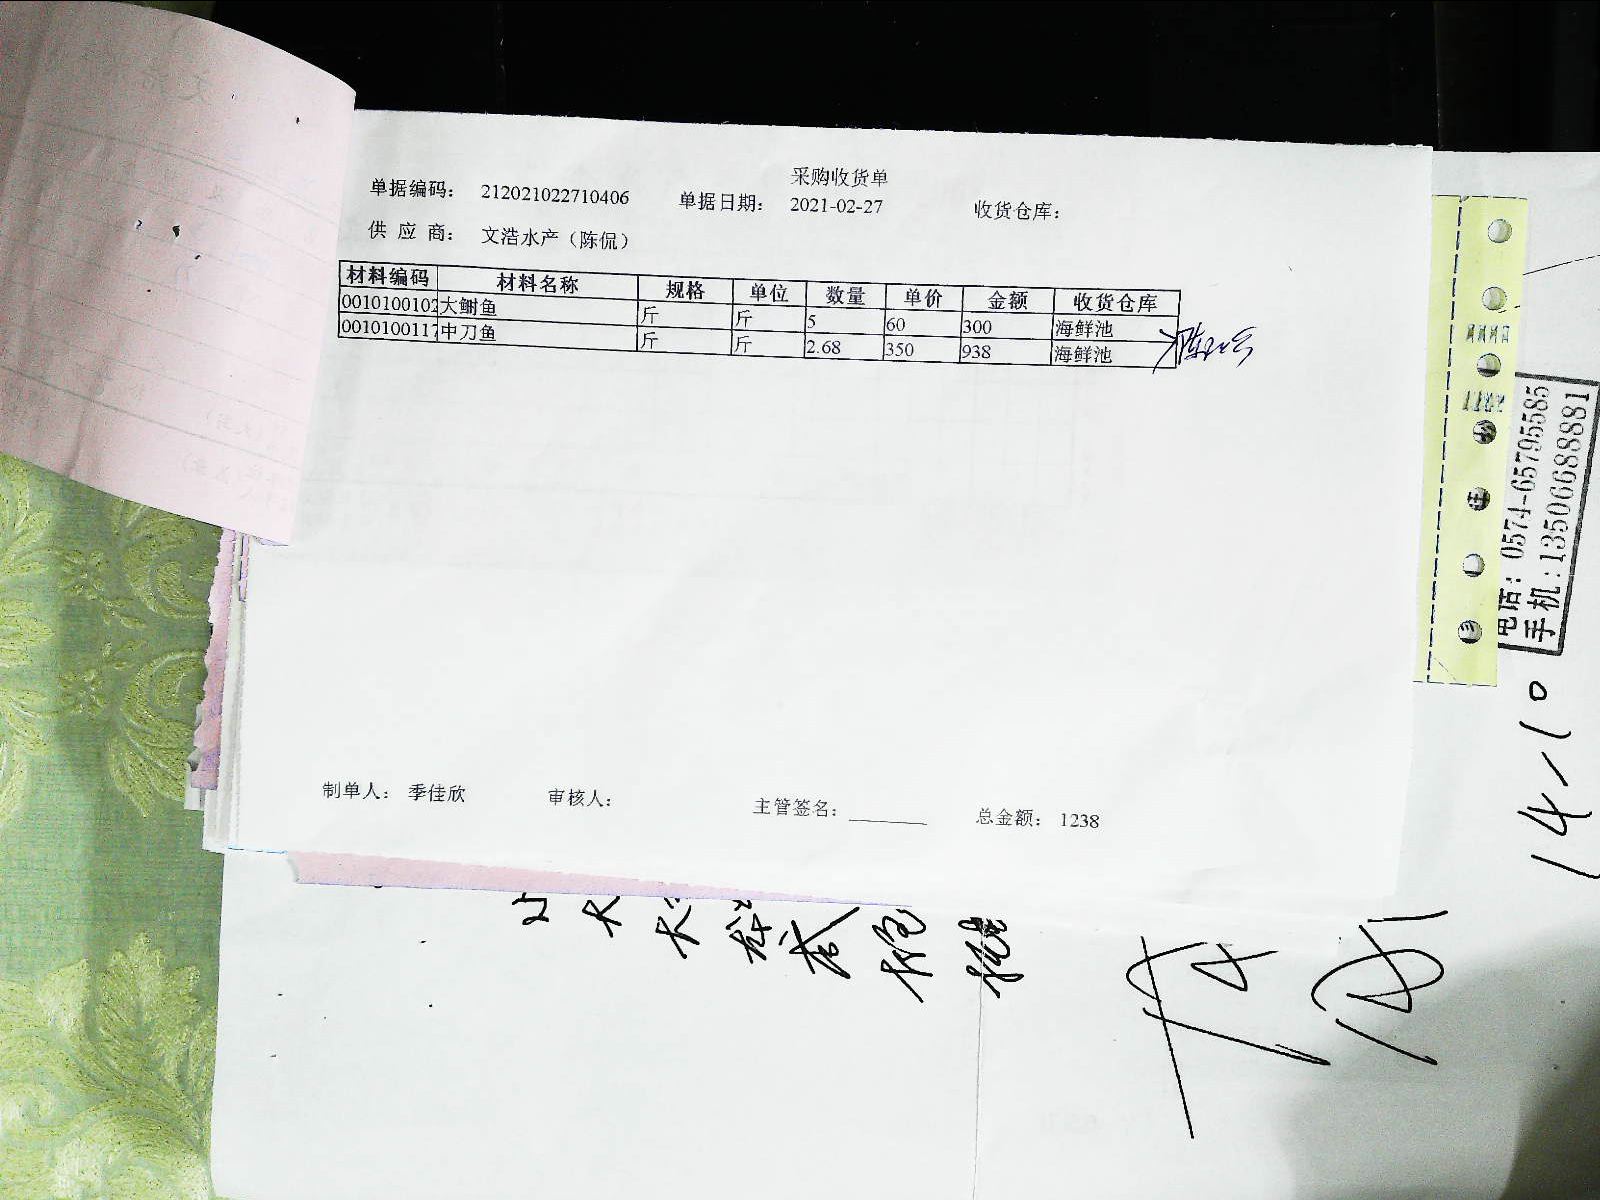 采购收货单
单据编码： 212021022710406 单据日期： 2021-02-27 收货仓库：
供 应 商： 文浩水产（陈侃）
材料编码 材料名称 规格 单位 数量 单价 金额 收货仓库
0010100102 大鲥鱼 斤 斤 5 60 300 海鲜池
0010100117 中刀鱼 斤 斤 2.68 350 938 海鲜池
制单人： 季佳欣 审核人： 主管签名： 总金额： 1238
电话：0574-65795585
手机：13506688881
14-10